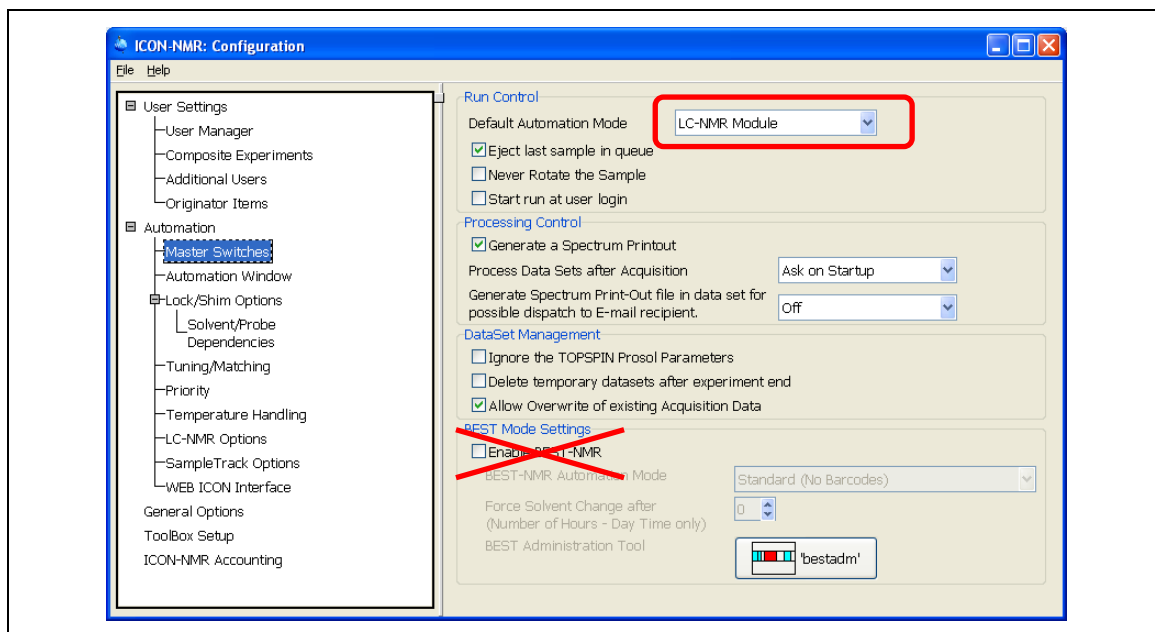 ICON-NMR: Configuration
File Help
User Settings
User Manager
Composite Experiments
Additional Users
Originator Items
Automation
Master Switches
Automation Window
Lock/Shim Options
Solvent/Probe
Dependencies
Tuning/Matching
Priority
Temperature Handling
LC-NMR Options
SampleTrack Options
WEB ICON Interface
General Options
ToolBox Setup
ICON-NMR Accounting
Run Control
Default Automation Mode LC-NMR Module
Eject last sample in queue
Never Rotate the Sample
Start run at user login
Processing Control
Generate a Spectrum Printout
Process Data Sets after Acquisition Ask on Startup
Generate Spectrum Print-Out file in data set for
possible dispatch to E-mail recipient. Off
DataSet Management
Ignore the TOPSPIN Prosol Parameters
Delete temporary datasets after experiment end
Allow Overwrite of existing Acquisition Data
BEST Mode Settings
Enable BEST-NMR
BEST-NMR Automation Mode Standard (No Barcodes)
Force Solvent Change after 0
(Number of Hours - Day Time only)
BEST Administration Tool 'bestadm'